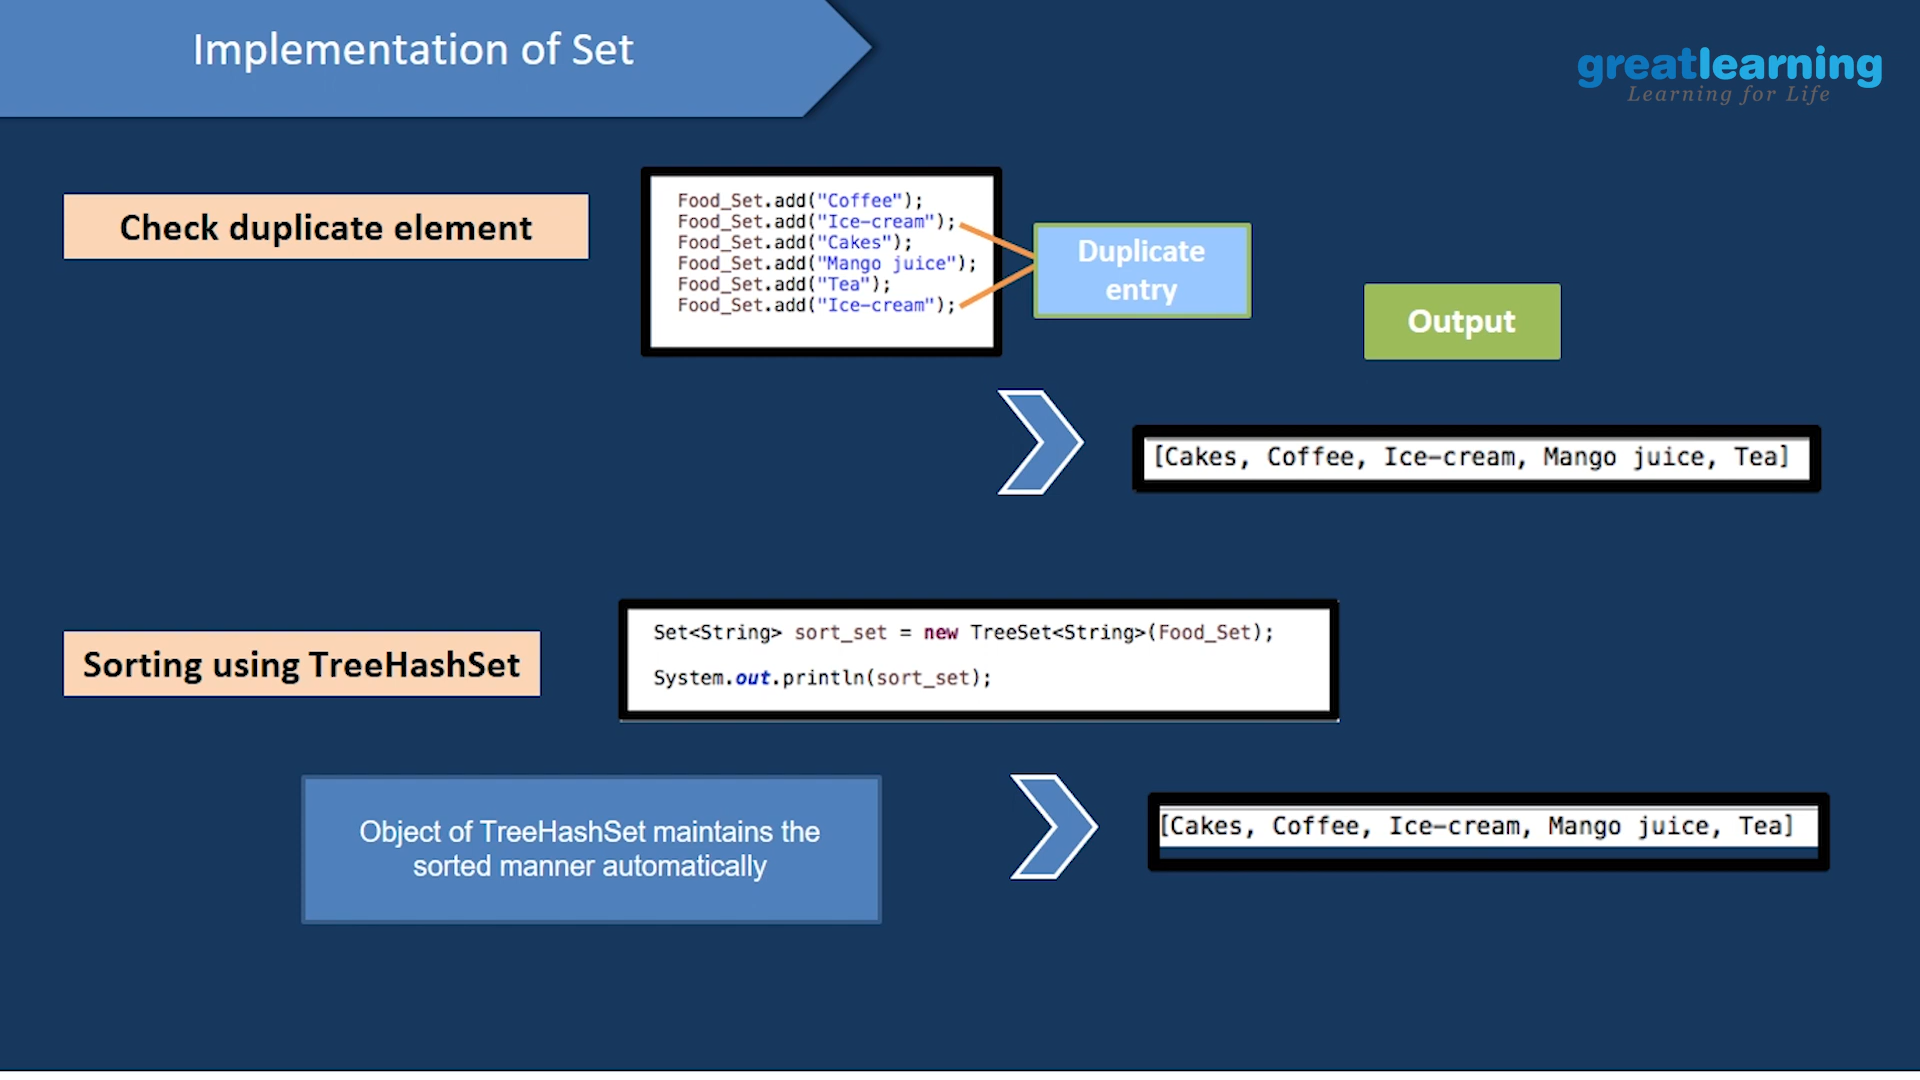 Implementation of Set
greatlearning
Learning for Life
Check duplicate element
Food_Set.add("Coffee");
Food_Set.add("Ice-cream");
Food_Set.add("Cakes");
Food_Set.add("Mango juice");
Food_Set.add("Tea");
Food_Set.add("Ice-cream");
Duplicate
entry
Output
[Cakes, Coffee, Ice-cream, Mango juice, Tea]
Sorting using TreeHashSet
Set<String> sort_set = new TreeSet<String>(Food_Set);
System.out.println(sort_set);
Object of TreeHashSet maintains the
sorted manner automatically
[Cakes, Coffee, Ice-cream, Mango juice, Tea]